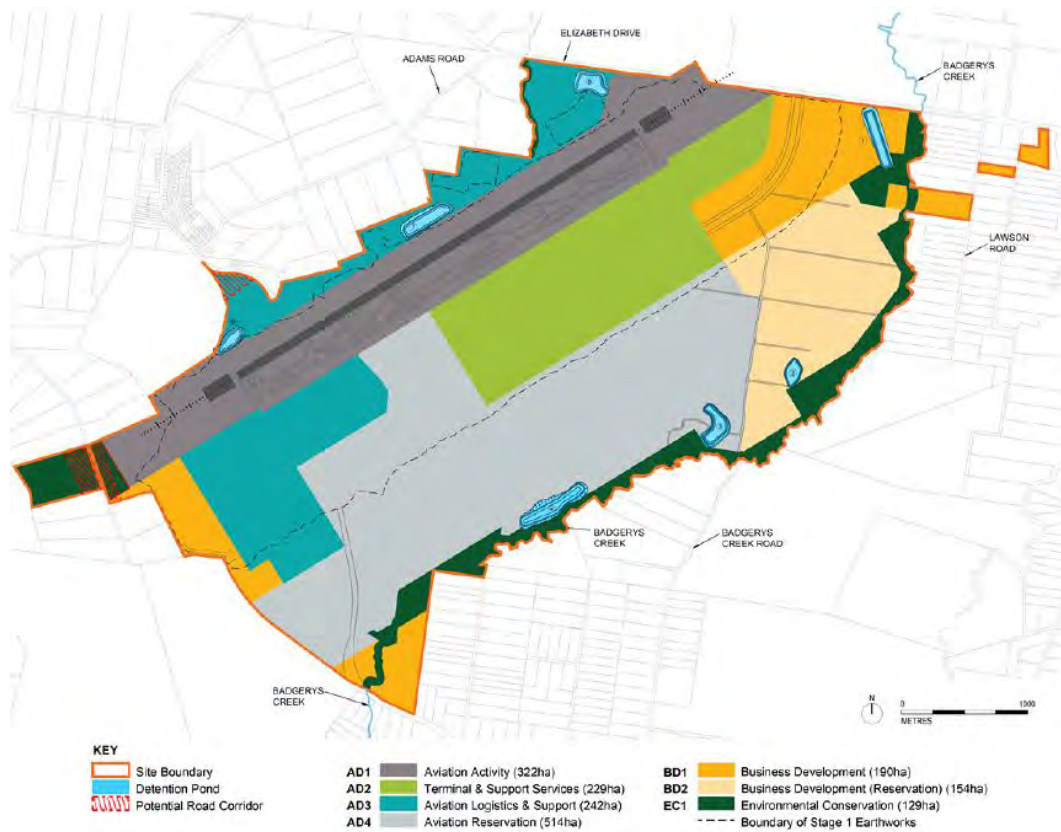 ELIZABETH DRIVE
ADAMS ROAD
BADGERYS
CREEK
LAWSON
ROAD
BADGERYS
CREEK
BADGERYS
CREEK ROAD
BADGERYS
CREEK
N
0 1000
METRES
KEY
Site Boundary
Detention Pond
Potential Road Corridor
AD1 Aviation Activity (322ha)
AD2 Terminal & Support Services (229ha)
AD3 Aviation Logistics & Support (242ha)
AD4 Aviation Reservation (514ha)
BD1 Business Development (190ha)
BD2 Business Development (Reservation) (154ha)
EC1 Environmental Conservation (129ha)
Boundary of Stage 1 Earthworks